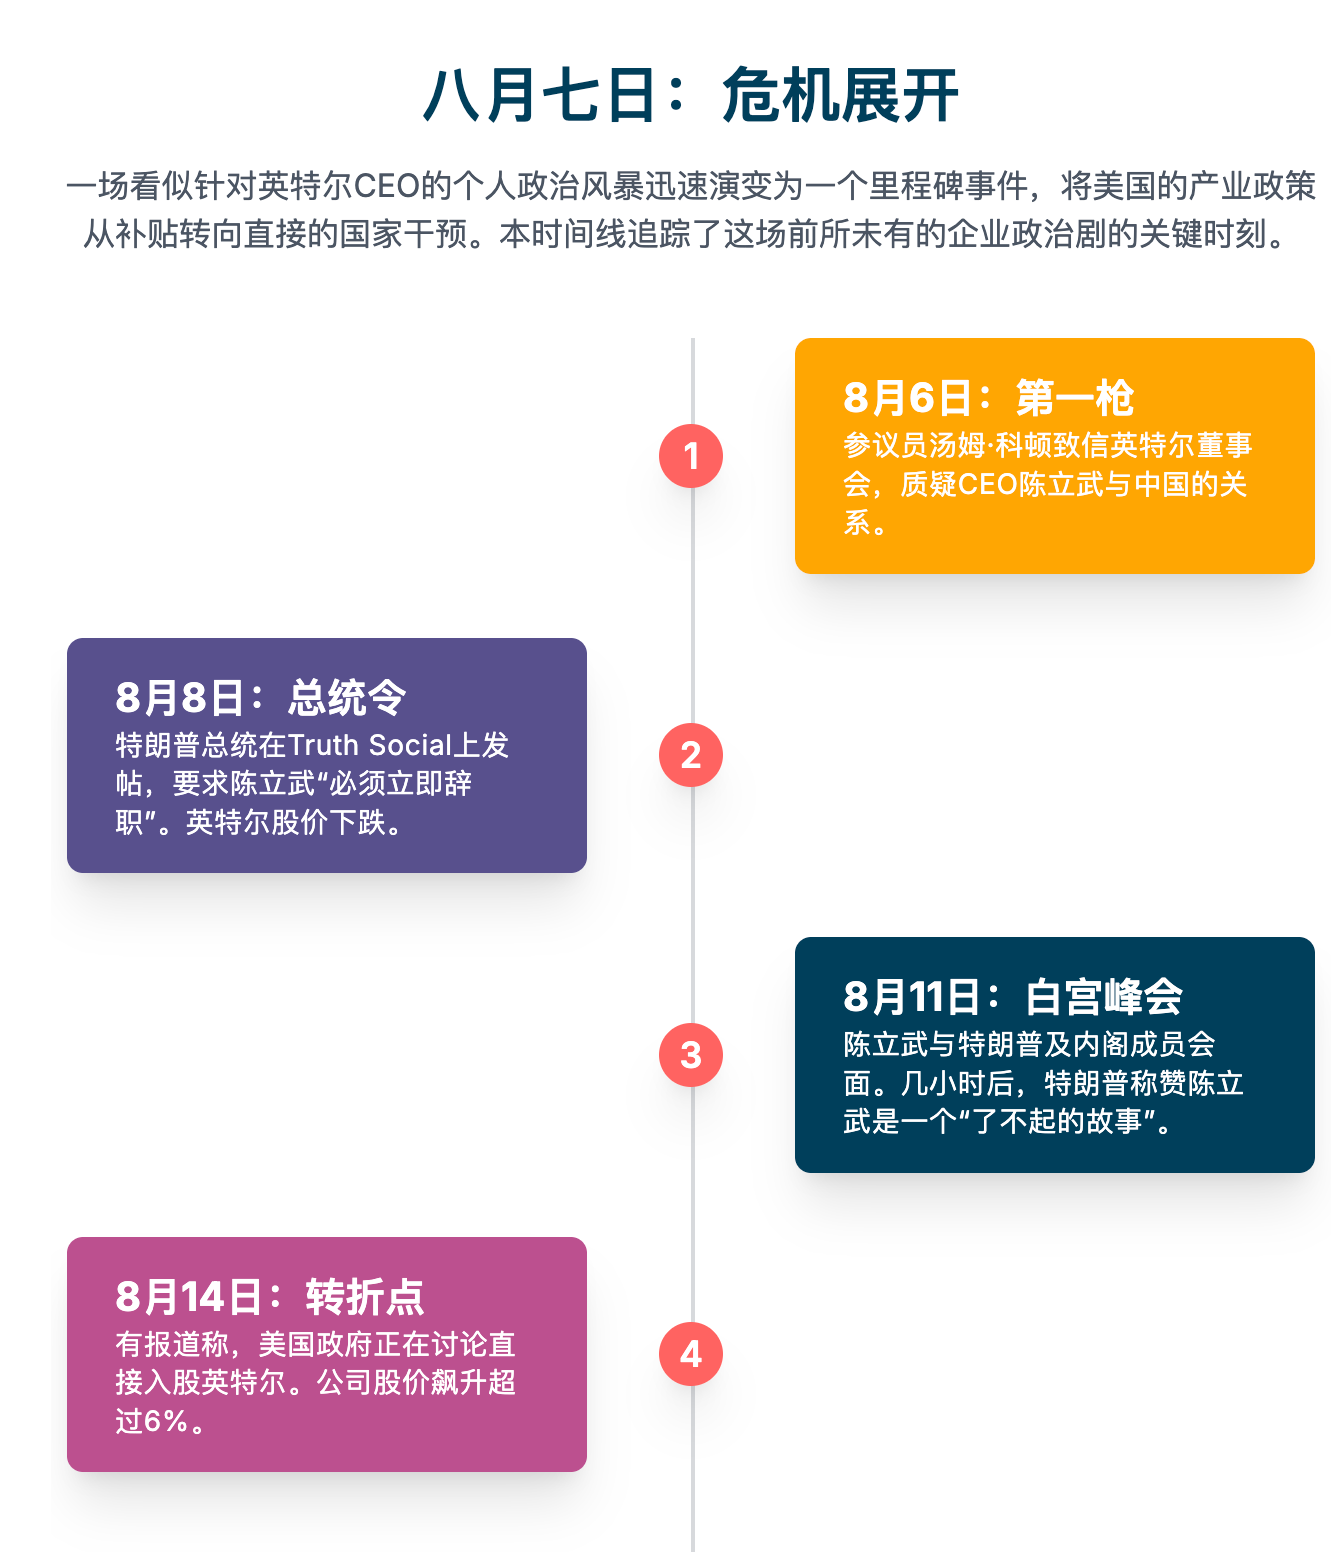 八月七日：危机展开
一场看似针对英特尔CEO的个人政治风暴迅速演变为一个里程碑事件，将美国的产业政策
从补贴转向直接的国家干预。本时间线追踪了这场前所未有的企业政治剧的关键时刻。
1
8月6日：第一枪
参议员汤姆·科顿致信英特尔董事
会，质疑CEO陈立武与中国的关
系。
2
8月8日：总统令
特朗普总统在Truth Social上发
帖，要求陈立武“必须立即辞
职”。英特尔股价下跌。
3
8月11日：白宫峰会
陈立武与特朗普及内阁成员会
面。几小时后，特朗普称赞陈立
武是一个“了不起的故事”。
4
8月14日：转折点
有报道称，美国政府正在讨论直
接入股英特尔。公司股价飙升超
过6%。